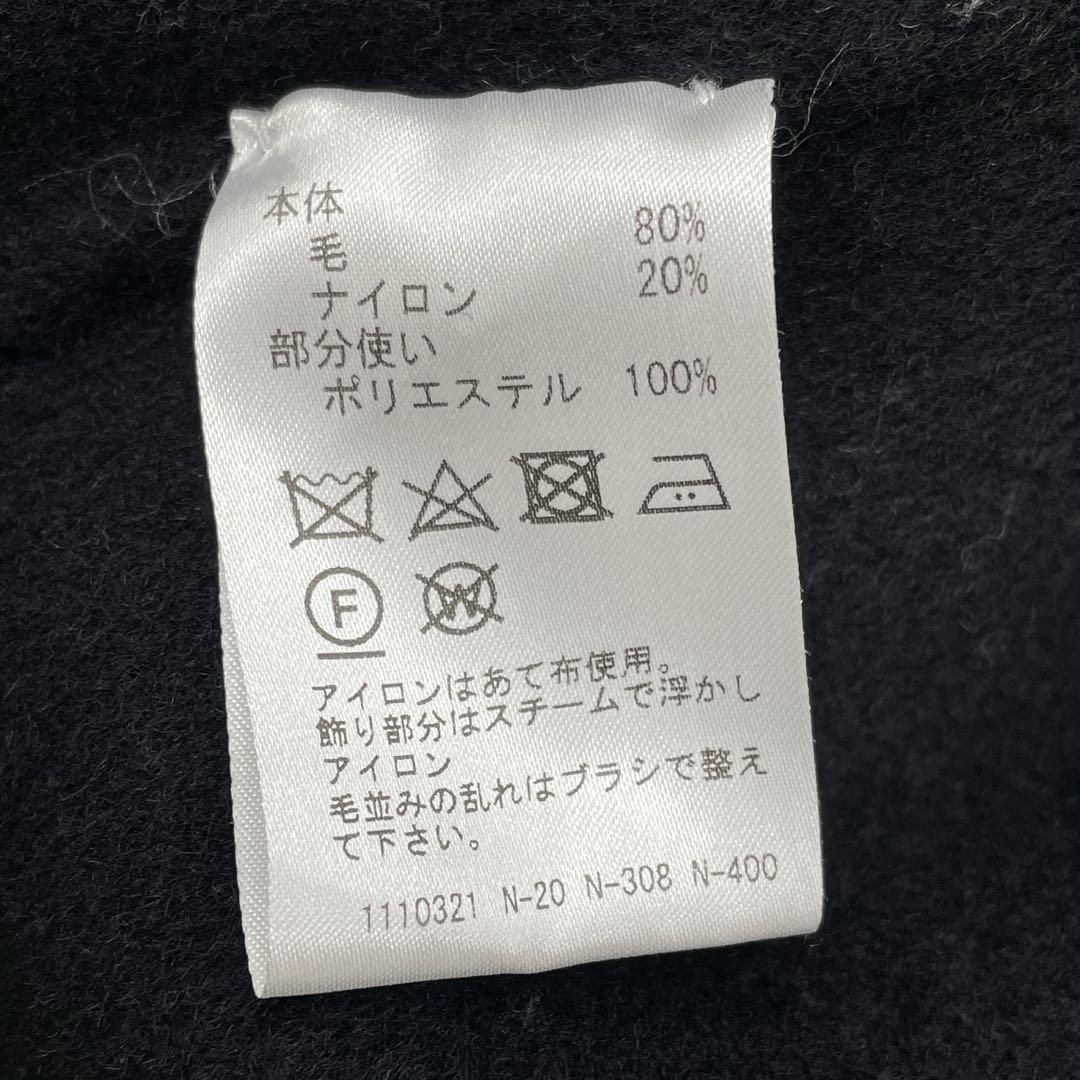 本体
毛 80%
ナイロン 20%
部分使い
ポリエステル 100%
F W
アイロンはあて布使用。
飾り部分はスチームで浮かし
アイロン
毛並みの乱れはブラシで整え
て下さい。
1110321 N-20 N-308 N-400